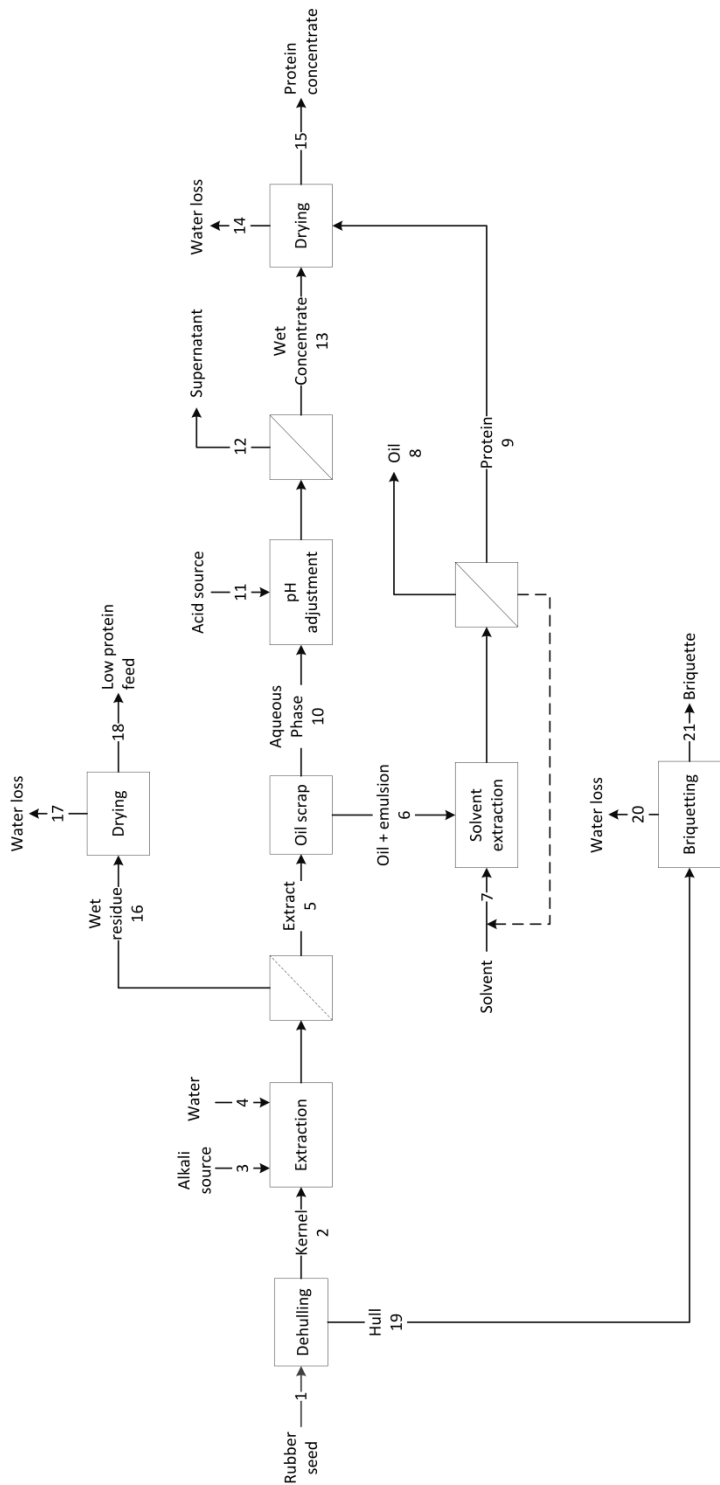 Rubber
seed
1
Dehulling
Kernel
2
Alkali
source
3
Water
4
Extraction
Wet
residue
16
Water loss
17
Drying
18
Low protein
feed
Extract
5
Oil scrap
Aqueous
Phase
10
Acid source
11
pH
adjustment
Supernatant
12
Wet
Concentrate
13
Water loss
14
Drying
15
Protein
concentrate
Oil + emulsion
6
Solvent
7
Solvent
extraction
Oil
8
Protein
9
Hull
19
Water loss
20
Briquetting
21
Briquette